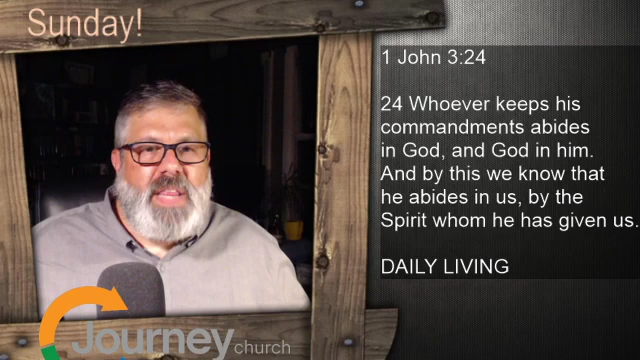 Sunday!
1 John 3:24
24 Whoever keeps his
commandments abides
in God, and God in him.
And by this we know that
he abides in us, by the
Spirit whom he has given us.
DAILY LIVING
Journey church